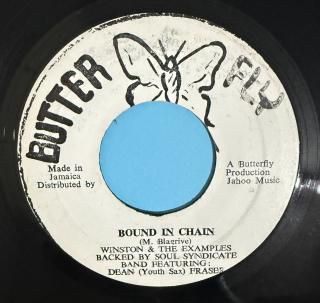 BUTTER FLY
Made in
Jamaica
Distributed by
A Butterfly
Production
Jahoo Music
BOUND IN CHAIN
(M. Blagrive)
WINSTON & THE EXAMPLES
BACKED BY SOUL SYNDICATE
BAND FEATURING:
DEAN (Youth Sax) FRASER